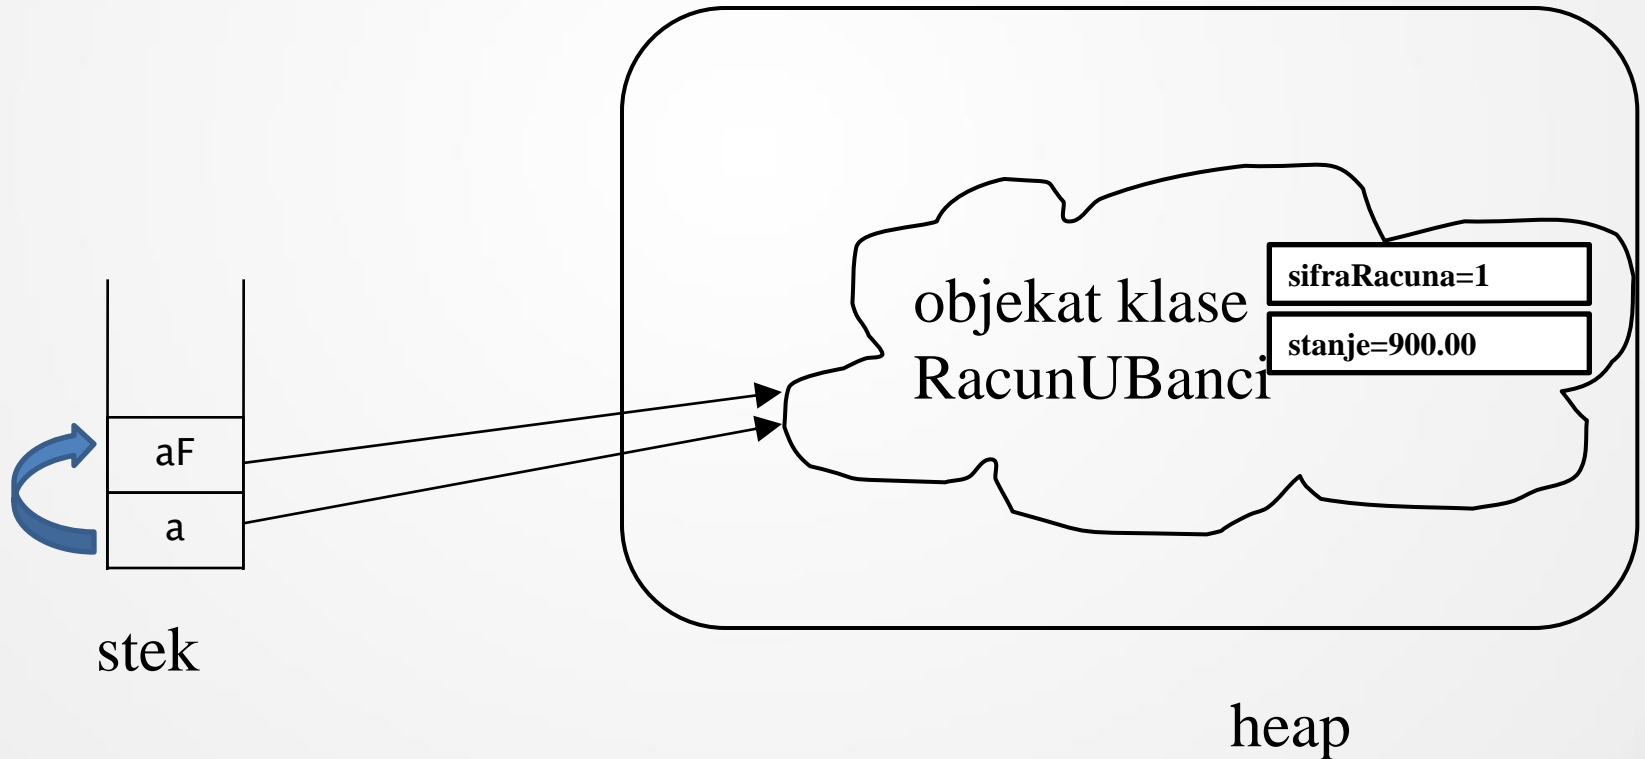 objekat klase
RacunUBanci
sifraRacuna=1
stanje=900.00
aF
a
stek
heap